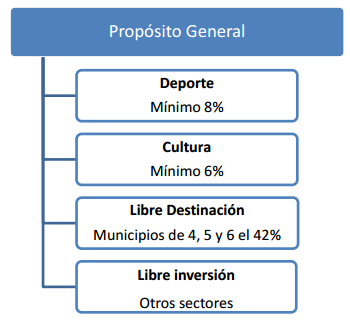 Propósito General
Deporte
Mínimo 8%
Cultura
Mínimo 6%
Libre Destinación
Municipios de 4, 5 y 6 el 42%
Libre inversión
Otros sectores